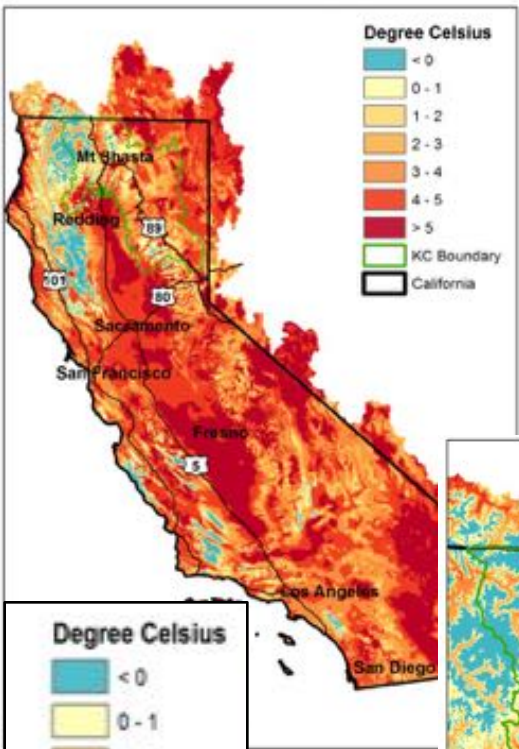 Degree Celsius
< 0
0 - 1
1 - 2
2 - 3
3 - 4
4 - 5
> 5
KC Boundary
California
Mt Shasta
Redding
89
101
80
Sacramento
San Francisco
Fresno
5
Los Angeles
San Diego
Degree Celsius
< 0
0 - 1